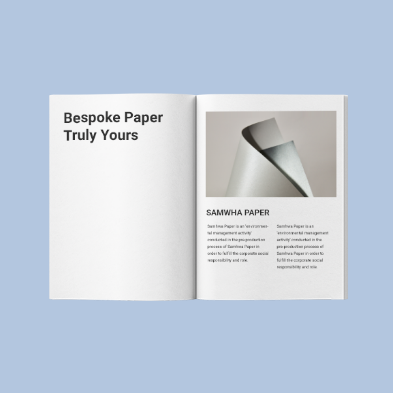 Bespoke Paper
Truly Yours
SAMWHA PAPER
Samhwa Paper is an 'environmen-
tal management activity'
conducted in the pre-production
process of Samhwa Paper in
order to fulfill the corporate social
responsibility and role.
Samhwa Paper is an
'environmental management
activity' conducted in the
pre-production process of
Samhwa Paper in order to
fulfill the corporate social
responsibility and role.